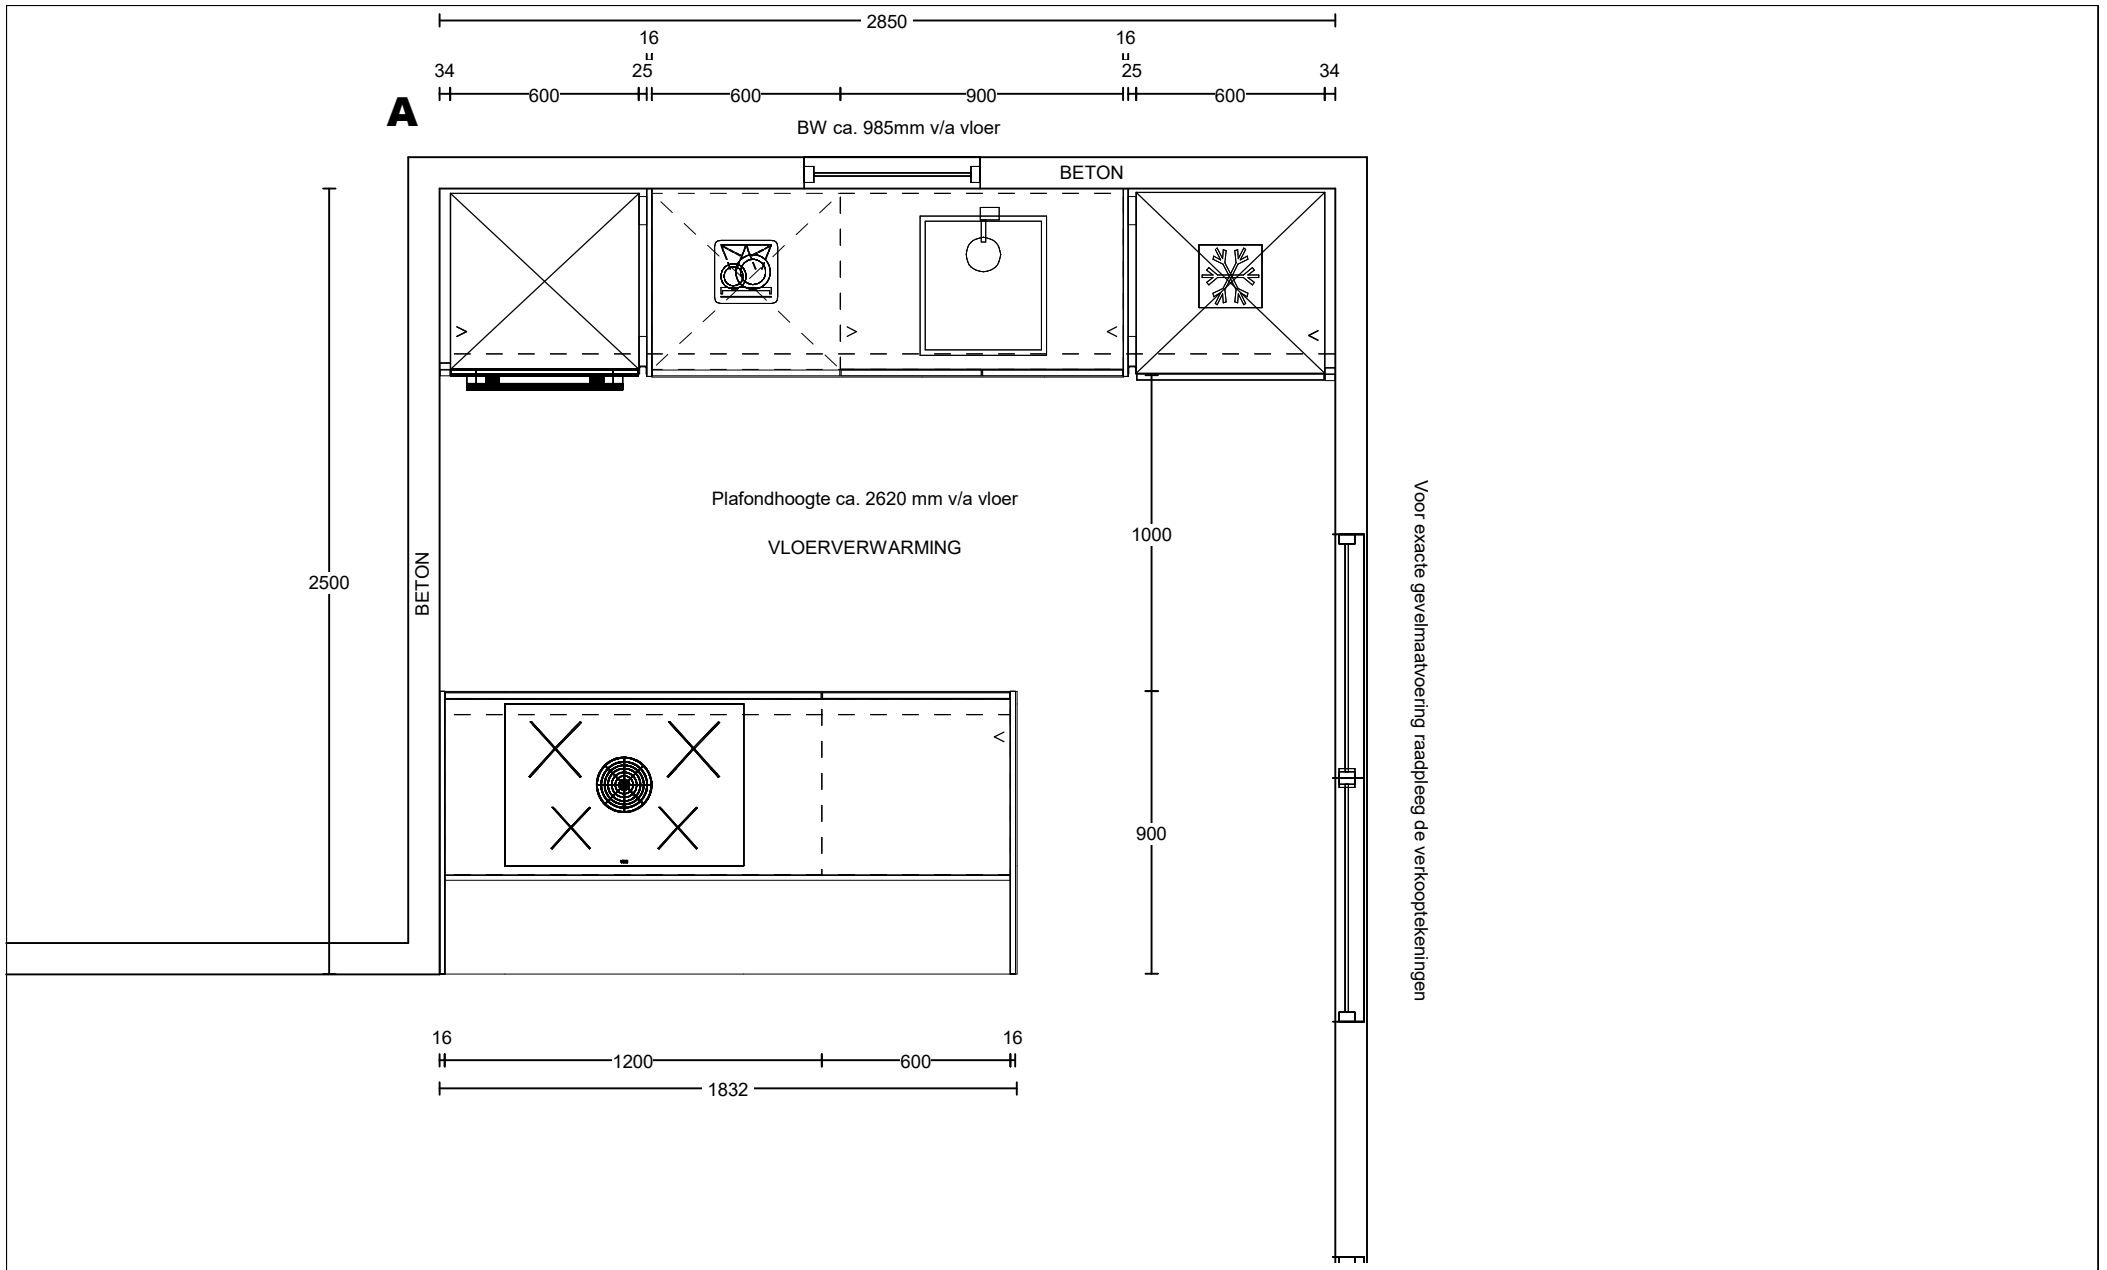 2850
16 16
34 25 25 34
600 600 900 600
A
BW ca. 985mm v/a vloer
BETON
Plafondhoogte ca. 2620 mm v/a vloer
VLOERVERWARMING
1000
2500
BETON
Voor exacte gevelmaatvoering raadpleeg de verkooptekeningen
900
16 16
1200 600
1832